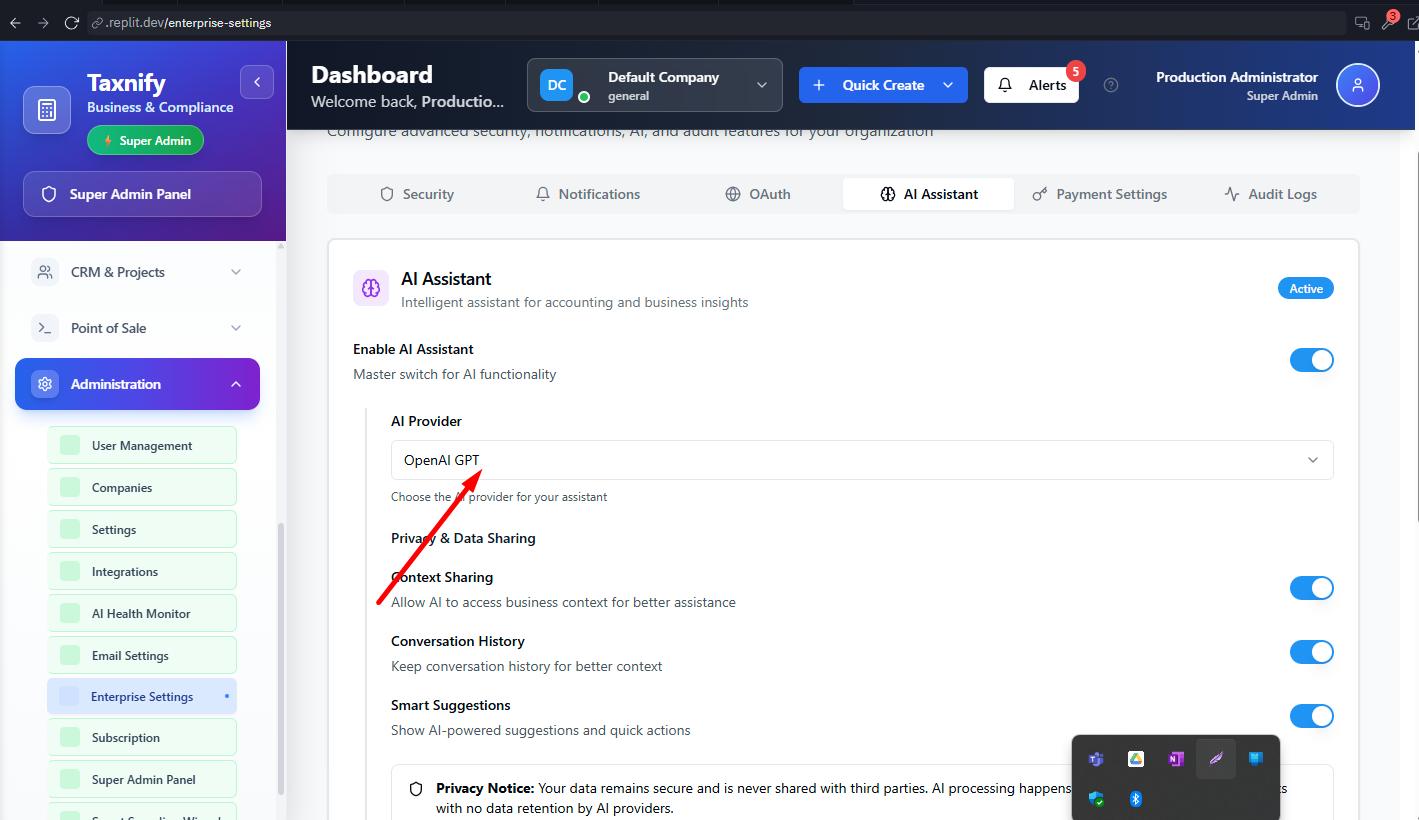 .replit.dev/enterprise-settings
3
Taxnify
Business & Compliance
Super Admin
Super Admin Panel
CRM & Projects
Point of Sale
Administration
User Management
Companies
Settings
Integrations
AI Health Monitor
Email Settings
Enterprise Settings
Subscription
Super Admin Panel
Dashboard
Welcome back, Productio...
DC
Default Company
general
Quick Create
Alerts
5
Production Administrator
Super Admin
Configure advanced security, notifications, AI, and audit features for your organization
Security
Notifications
OAuth
AI Assistant
Payment Settings
Audit Logs
AI Assistant
Intelligent assistant for accounting and business insights
Active
Enable AI Assistant
Master switch for AI functionality
AI Provider
OpenAI GPT
Choose the AI provider for your assistant
Privacy & Data Sharing
Context Sharing
Allow AI to access business context for better assistance
Conversation History
Keep conversation history for better context
Smart Suggestions
Show AI-powered suggestions and quick actions
Privacy Notice: Your data remains secure and is never shared with third parties. AI processing happens
with no data retention by AI providers.